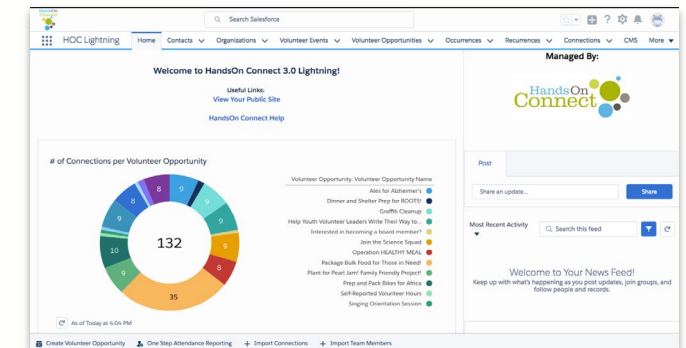 HandsOn Connect
Search Salesforce
HOC Lightning Home Contacts Organizations Volunteer Events Volunteer Opportunities Occurrences Recurrences Connections CMS More
Welcome to HandsOn Connect 3.0 Lightning!
Useful Links:
View Your Public Site
HandsOn Connect Help
# of Connections per Volunteer Opportunity
Volunteer Opportunity: Volunteer Opportunity Name
Ales for Alzheimer's
Dinner and Shelter Prep for ROOTS!
Graffiti Cleanup
Help Youth Volunteer Leaders Write Their Way to...
Interested in becoming a board member?
Join the Science Squad
Operation HEALTHY MEAL
Package Bulk Food for Those in Need!
Plant for Pearl Jam! Family Friendly Project!
Prep and Pack Bikes for Africa
Self-Reported Volunteer Hours
Singing Orientation Session
9
9
9
9
8
35
9
10
9
8
8
132
As of Today at 4:04 PM
Managed By:
HandsOn
Connect
Post
Share an update...
Share
Most Recent Activity
Search this feed
Welcome to Your News Feed!
Keep up with what's happening as you post updates, join groups, and
follow people and records.
Create Volunteer Opportunity One Step Attendance Reporting Import Connections Import Team Members